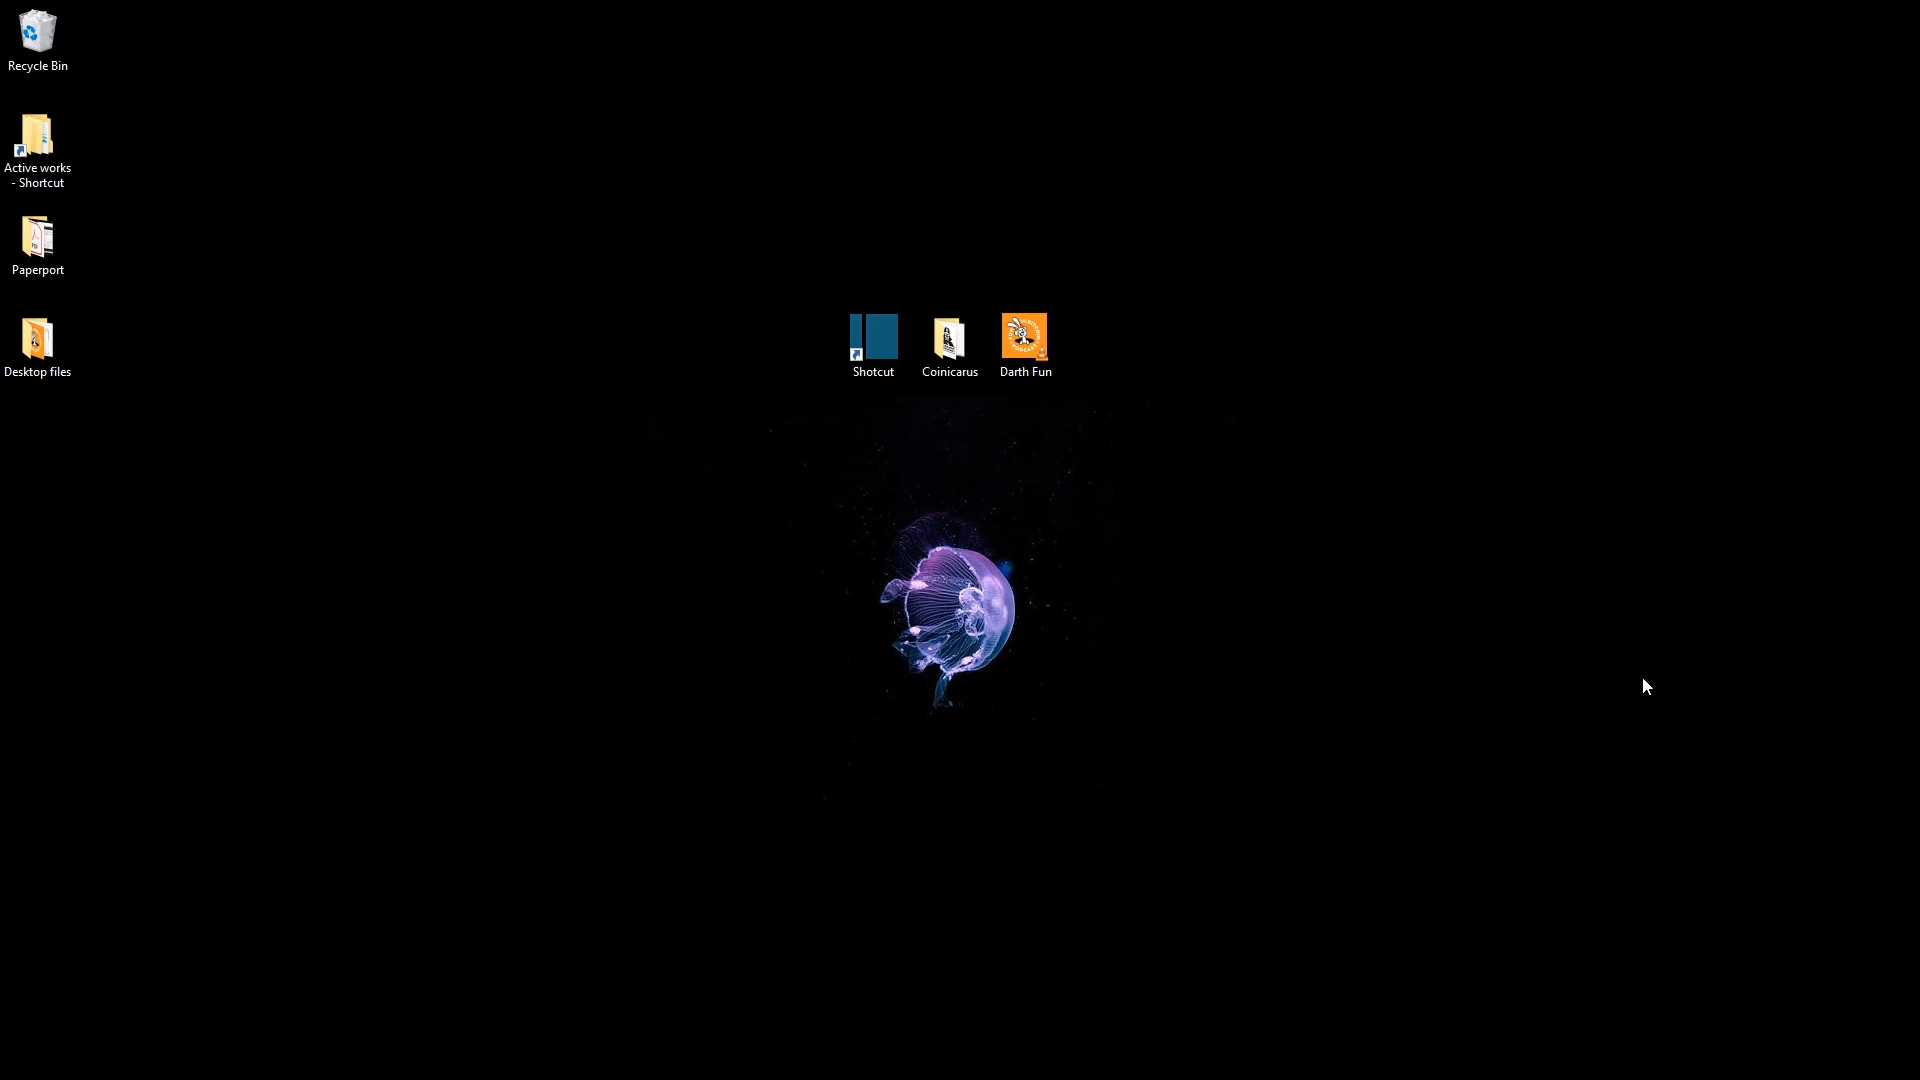 Recycle Bin
Active works
- Shortcut
Paperport
Desktop files
Shotcut
Coinicarus
Darth Fun